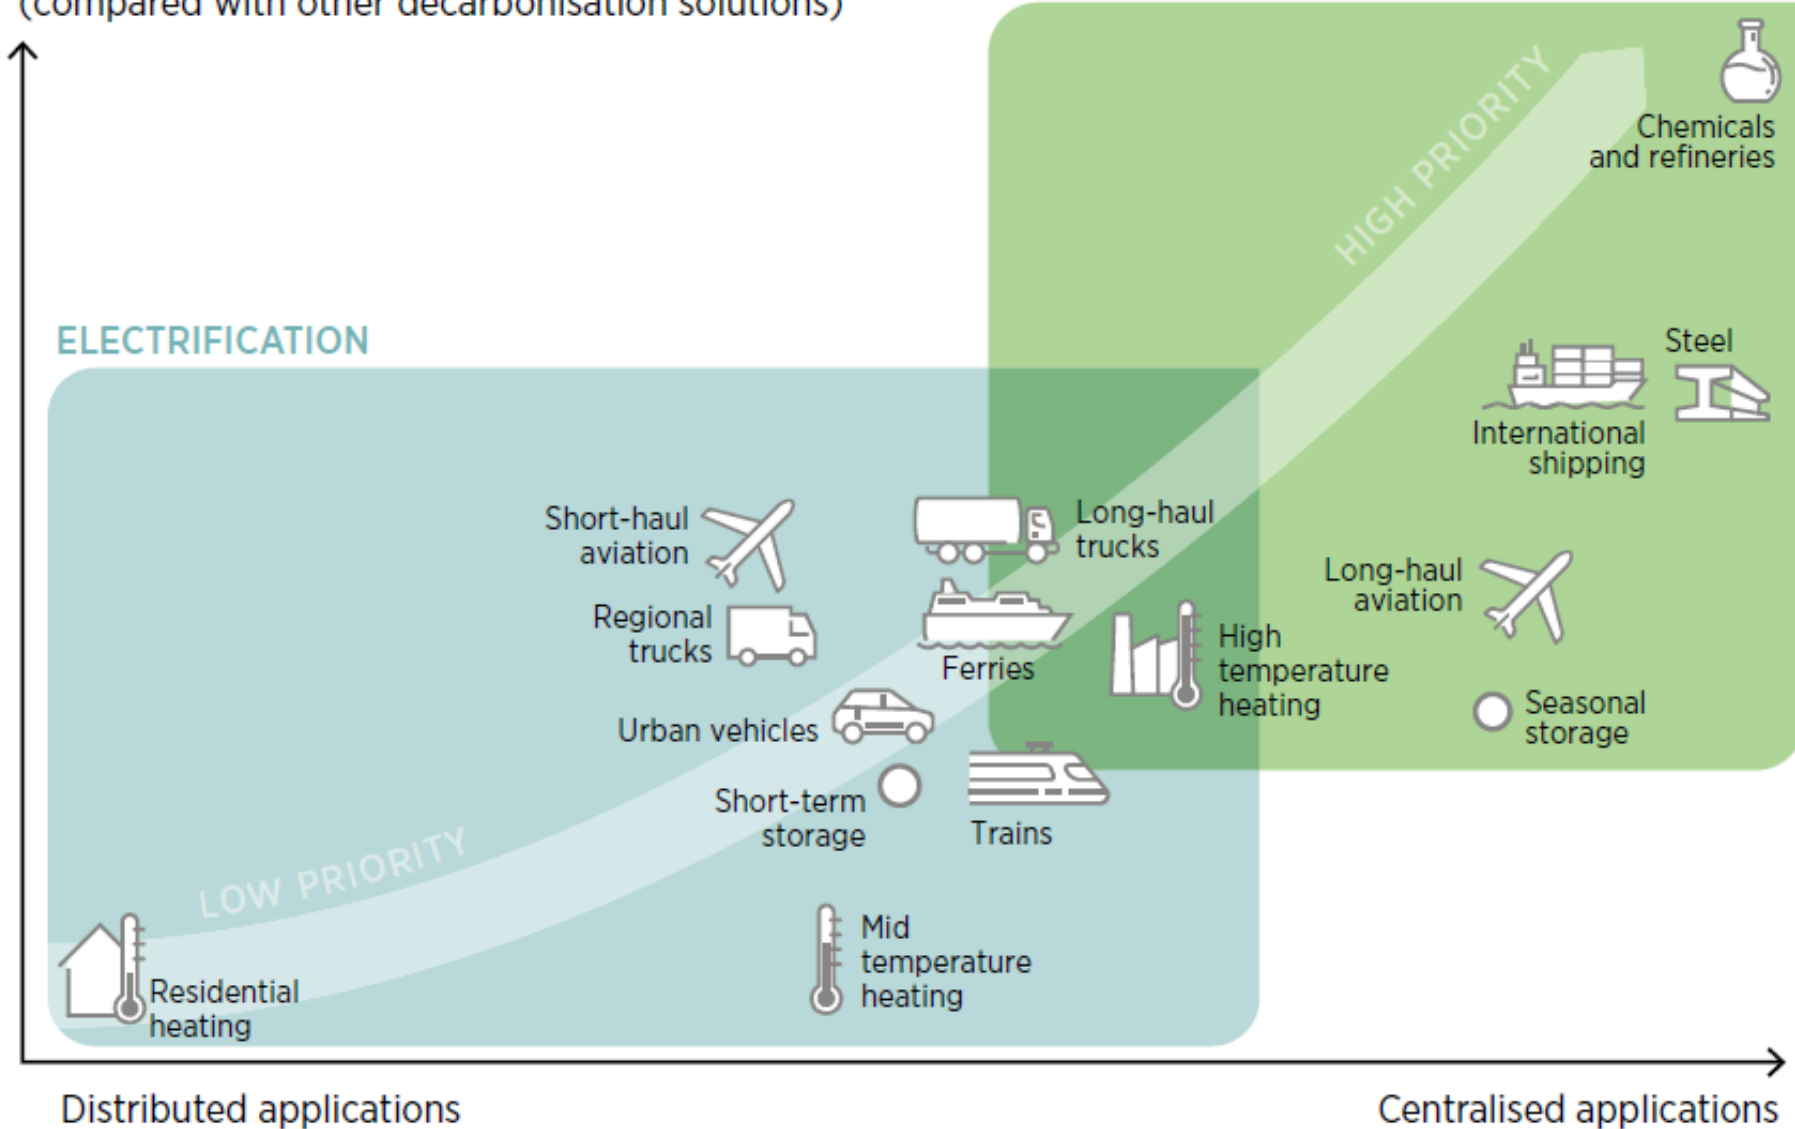 (compared with other decarbonisation solutions)
HIGH PRIORITY
Chemicals
and refineries
ELECTRIFICATION
Steel
International
shipping
Short-haul
aviation
Long-haul
trucks
Long-haul
aviation
Regional
trucks
Ferries
High
temperature
heating
Urban vehicles
Seasonal
storage
Short-term
storage
Trains
LOW PRIORITY
Mid
temperature
heating
Residential
heating
Distributed applications
Centralised applications